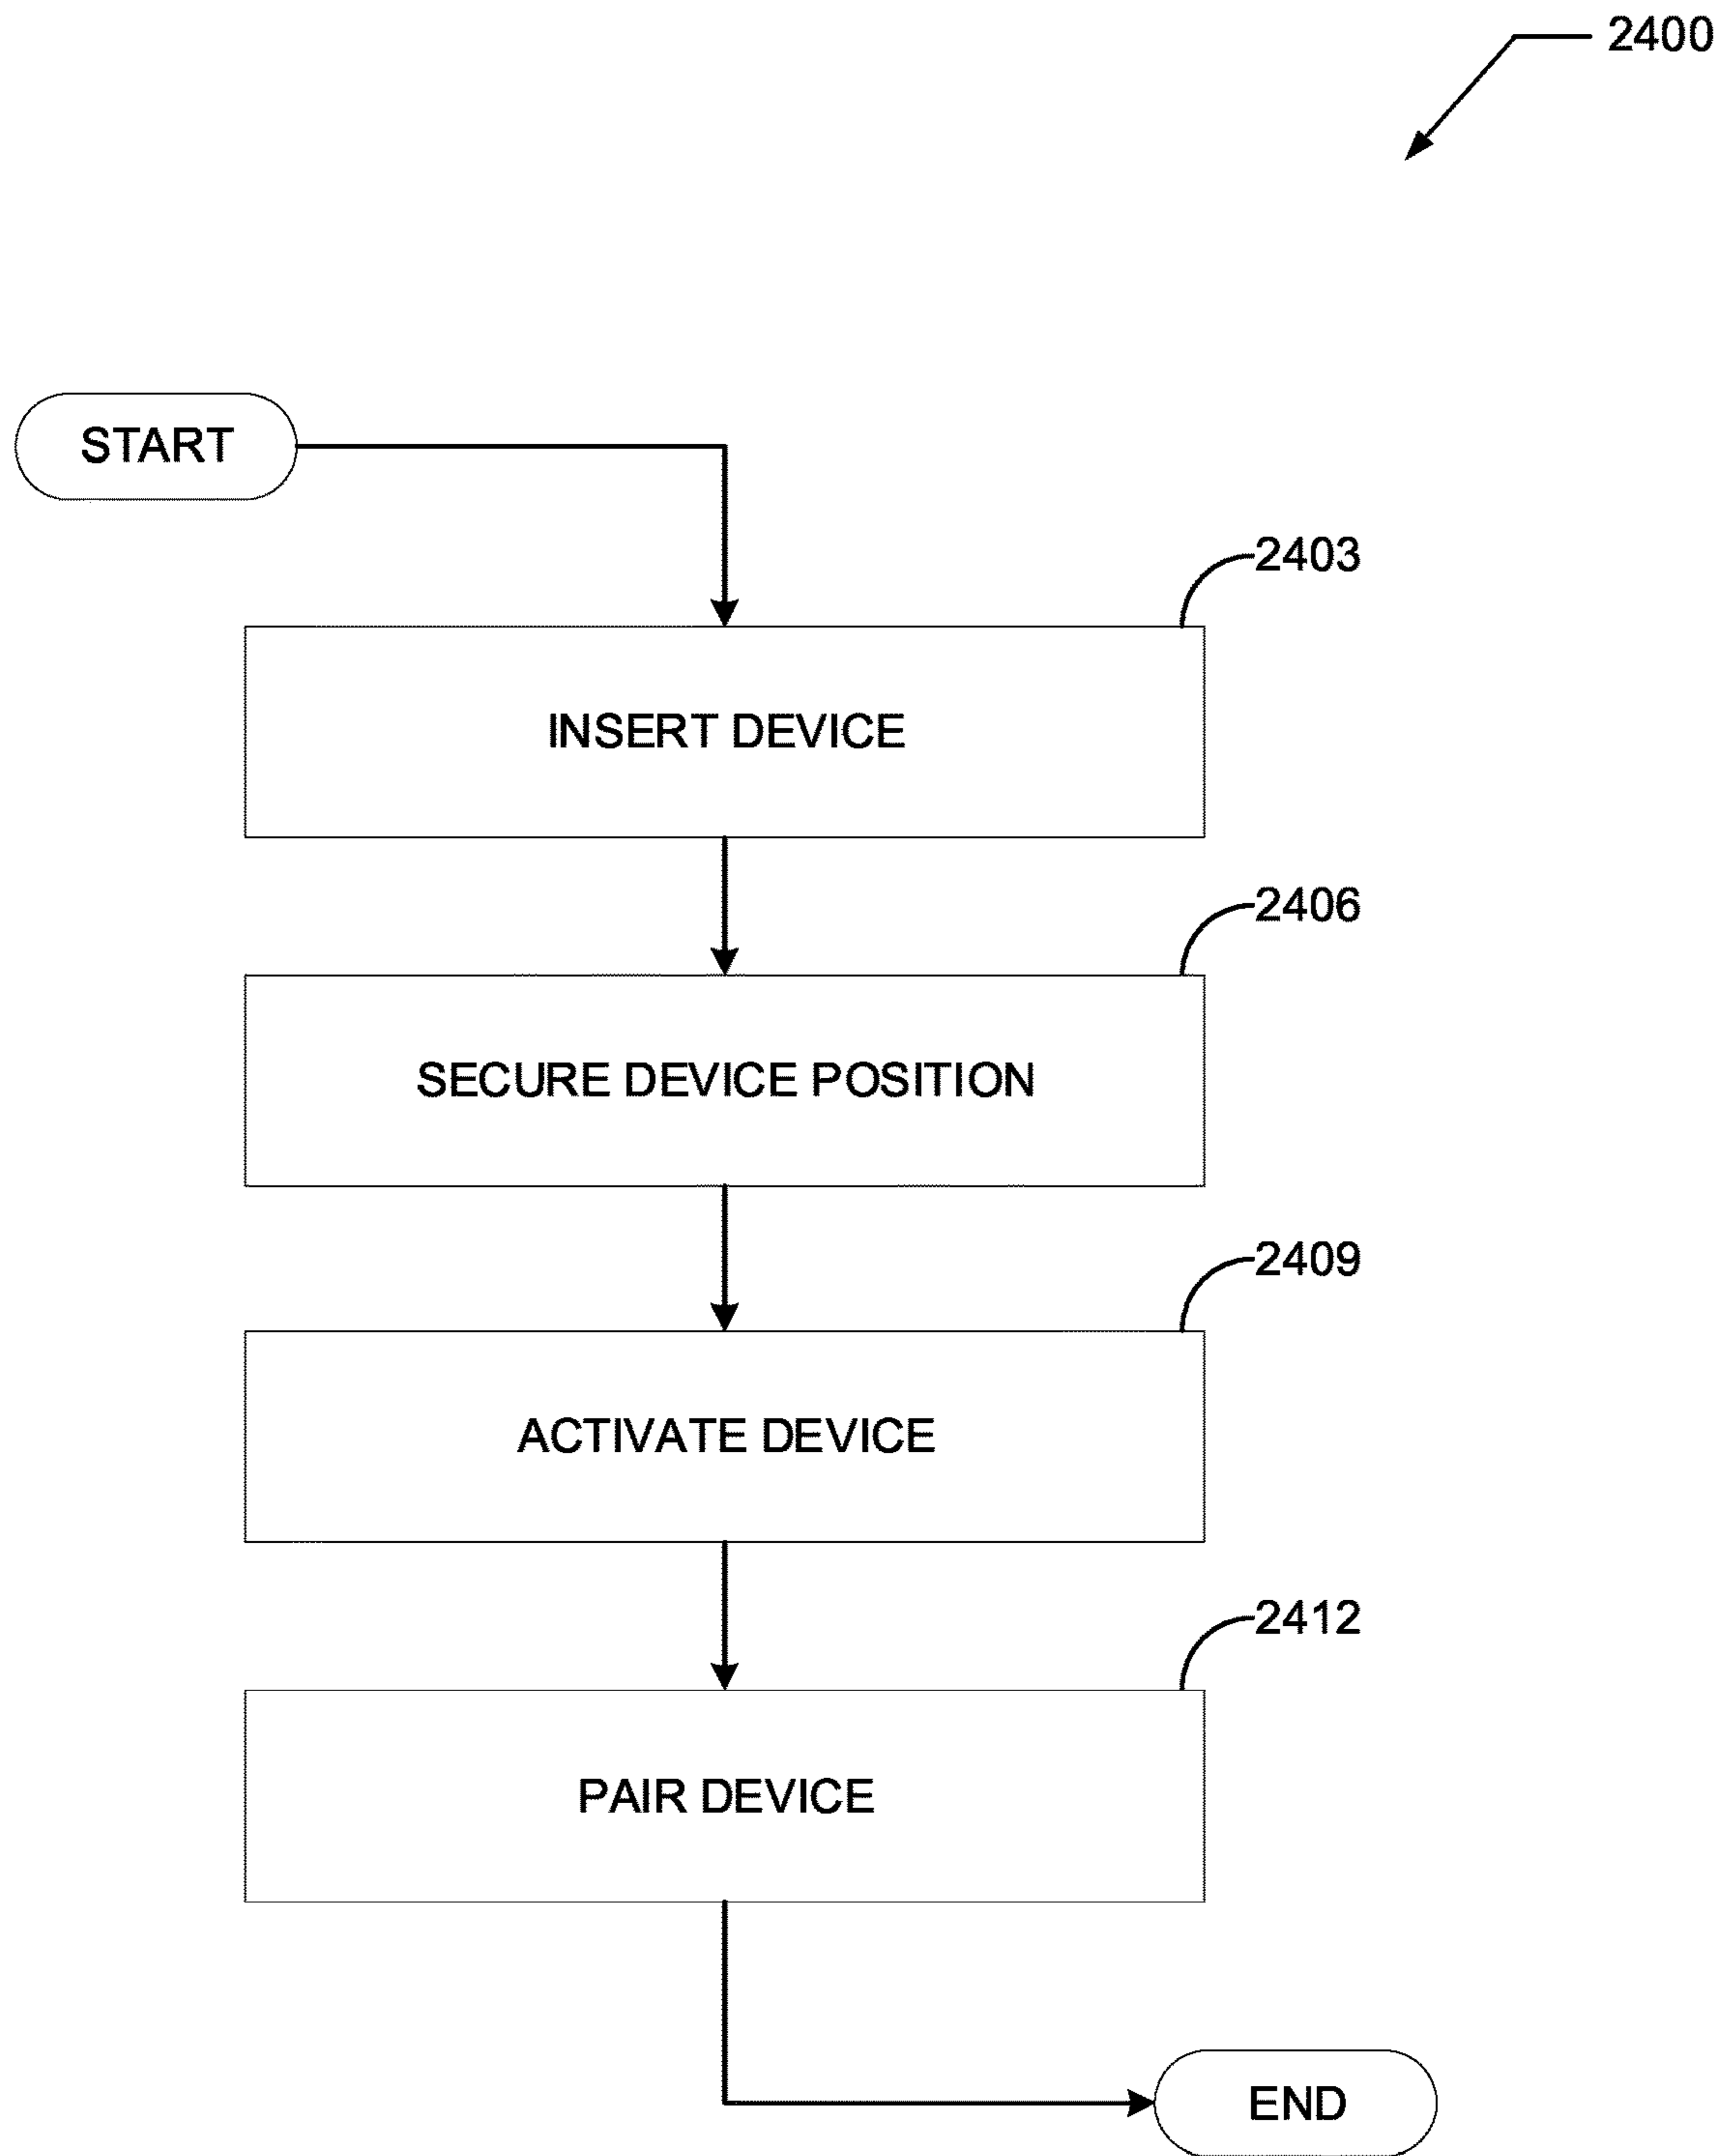 2400
START
2403
INSERT DEVICE
2406
SECURE DEVICE POSITION
2409
ACTIVATE DEVICE
2412
PAIR DEVICE
END